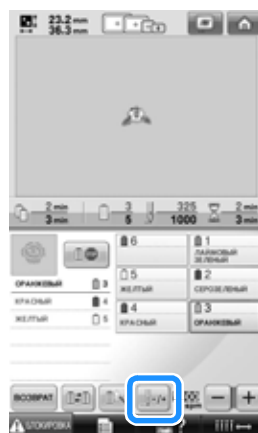 23.2 mm
36.3 mm
2 min
3 min
3
5
325
1000
2 min
3 min
6
1
ЛАЙМОВЫЙ
ЗЕЛЕНЫЙ
5
ЖЕЛТЫЙ
2
СЕРОЗЕЛЕНЫЙ
4
КРАСНЫЙ
3
ОРАНЖЕВЫЙ
ОРАНЖЕВЫЙ 3
КРАСНЫЙ 4
ЖЕЛТЫЙ 5
ВОЗВРАТ
-/+
spm
- +
БЛОКИРОВКА
?